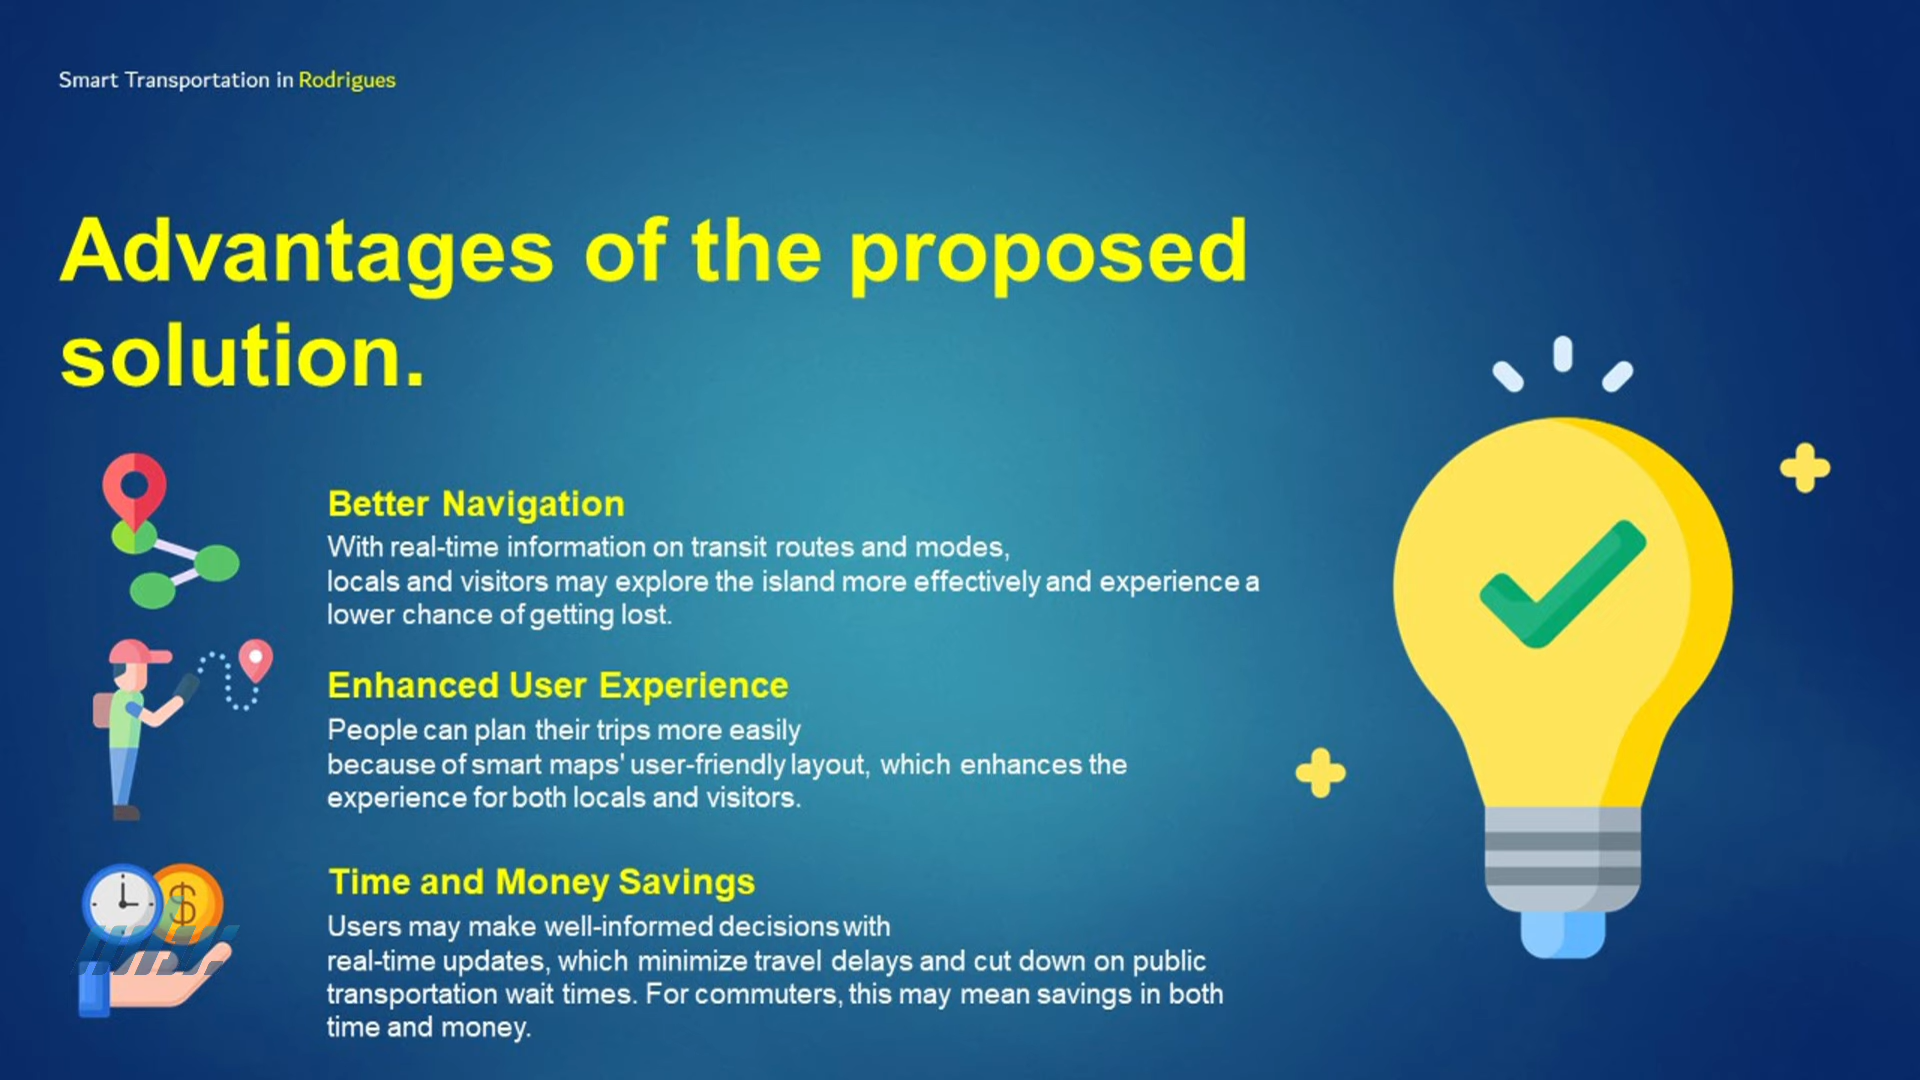 Smart Transportation in Rodrigues
Advantages of the proposed
solution.
Better Navigation
With real-time information on transit routes and modes,
locals and visitors may explore the island more effectively and experience a
lower chance of getting lost.
Enhanced User Experience
People can plan their trips more easily
because of smart maps' user-friendly layout, which enhances the
experience for both locals and visitors.
Time and Money Savings
$
Users may make well-informed decisions with
real-time updates, which minimize travel delays and cut down on public
transportation wait times. For commuters, this may mean savings in both
time and money.